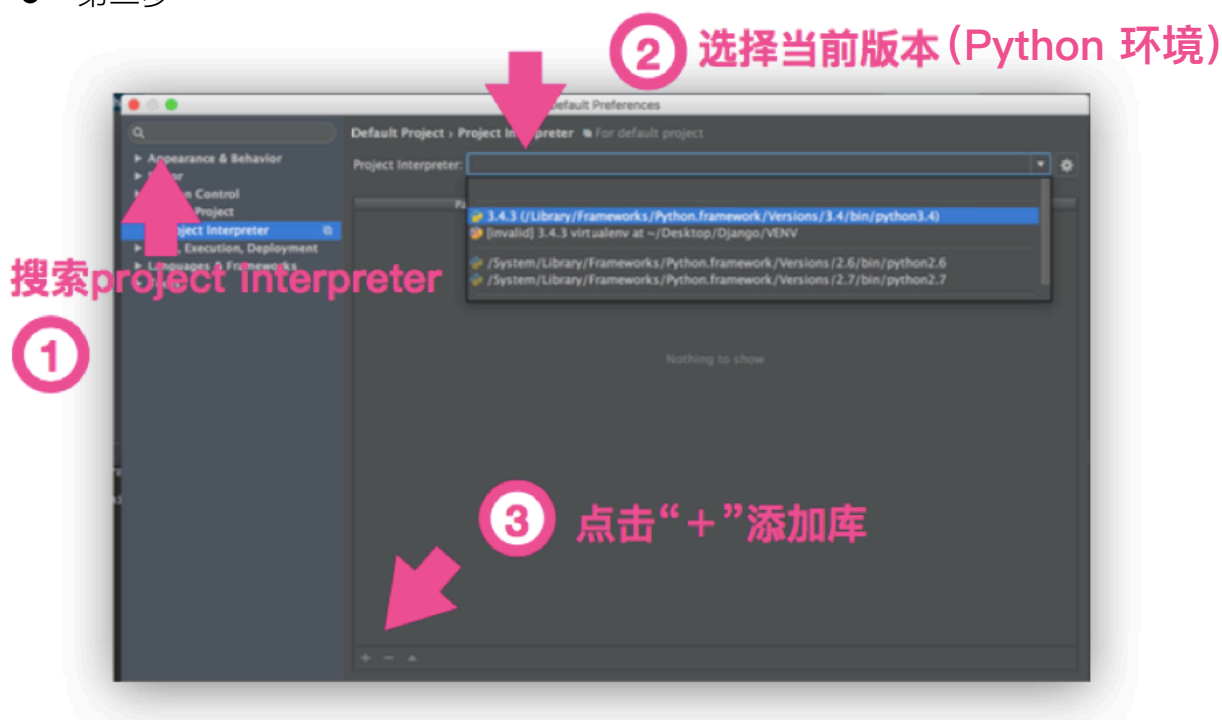 ② 选择当前版本(Python 环境)
Default Preferences
Default Project › Project Interpreter For default project
Appearance & Behavior
Project Interpreter:
Control
Project
3.4.3 (/Library/Frameworks/Python.framework/Versions/3.4/bin/python3.4)
Project Interpreter
[invalid] 3.4.3 virtualenv at ~/Desktop/Django/VENV
, Execution, Deployment
Languages & Frameworks
/System/Library/Frameworks/Python.framework/Versions/2.6/bin/python2.6
搜索project interpreter
/System/Library/Frameworks/Python.framework/Versions/2.7/bin/python2.7
①
Nothing to show
③ 点击“+”添加库